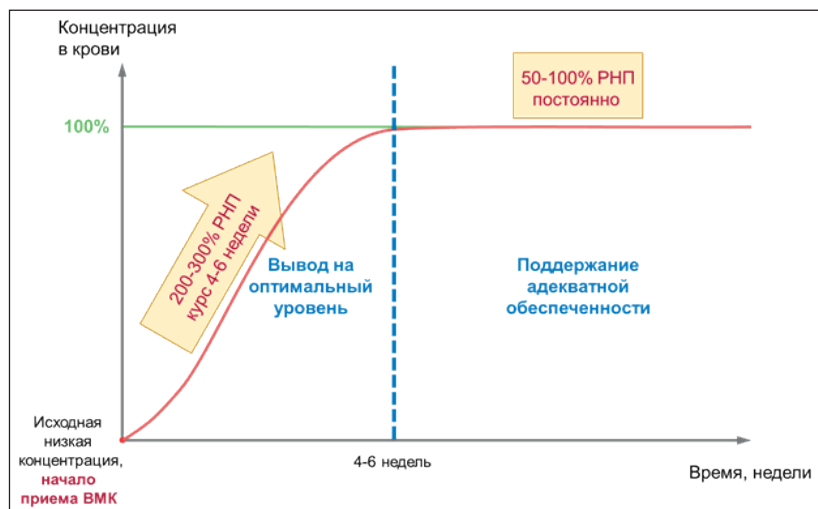 Концентрация
в крови
50-100% РНП
постоянно
100%
200-300% РНП
курс 4-6 недели
Вывод на
оптимальный
уровень
Поддержание
адекватной
обеспеченности
Исходная
низкая
концентрация,
начало
приема ВМК
4-6 недель
Время, недели